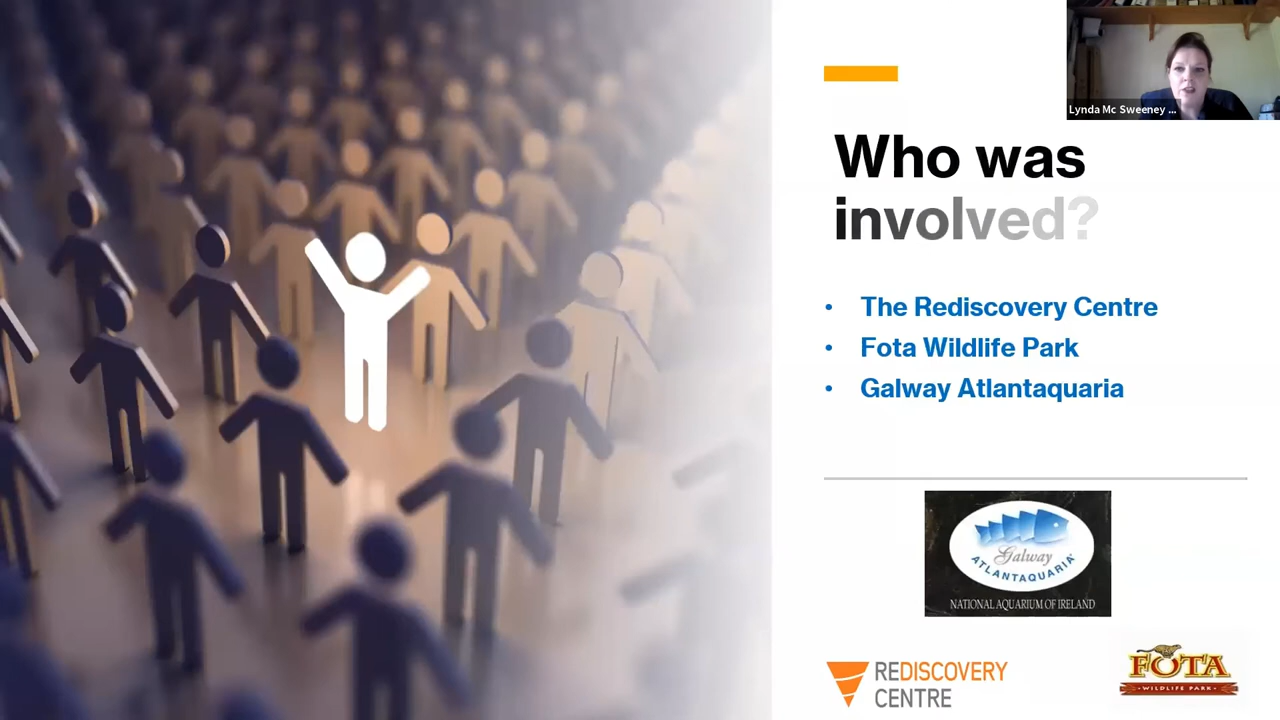 Lynda Mc Sweeney ...
Who was
involved?
• The Rediscovery Centre
• Fota Wildlife Park
• Galway Atlantaquaria
Galway
ATLANTAQUARIA
NATIONAL AQUARIUM OF IRELAND
REDISCOVERY
CENTRE
FOTA
WILDLIFE PARK